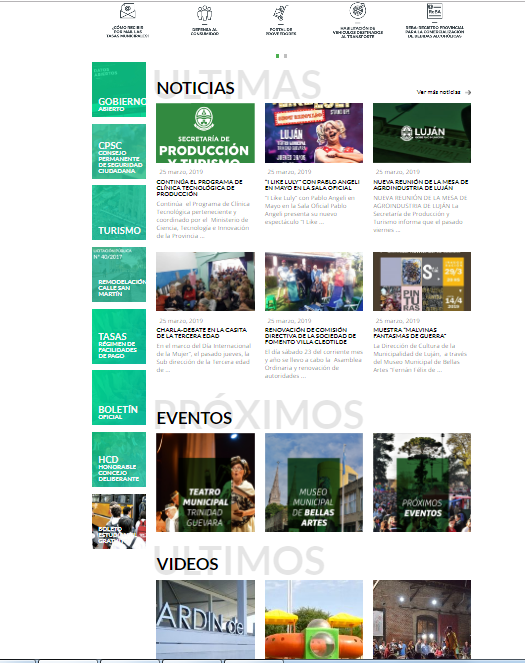 ¿CÓMO RECIBIR
POR MAIL LAS
TASAS MUNICIPALES?
DEFENSA AL
CONSUMIDOR
PORTAL DE
PROVEEDORES
HABILITACIÓN DE
VEHÍCULOS DESTINADOS
AL TRANSPORTE
REBA: REGISTRO PROVINCIAL
PARA LA COMERCIALIZACIÓN
DE BEBIDAS ALCOHÓLICAS
GOBIERNO
ABIERTO
CPSC
CONSEJO
PERMANENTE
DE SEGURIDAD
CIUDADANA
TURISMO
N° 40/2017
REMODELACIÓN
CALLE SAN
MARTÍN
TASAS
RÉGIMEN DE
FACILIDADES
DE PAGO
BOLETÍN
OFICIAL
HCD
HONORABLE
CONCEJO
DELIBERANTE
BOLETO
ULTIMAS
NOTICIAS
Ver más noticias →
SECRETARÍA DE
PRODUCCIÓN
Y TURISMO
LUJÁN
LUJÁN
25 marzo, 2019
CONTINÚA EL PROGRAMA DE
CLÍNICA TECNOLÓGICA DE
PRODUCCIÓN
Continúa el Programa de Clínica
Tecnológica perteneciente y
coordinado por el Ministerio de
Ciencia, Tecnología e Innovación
de la Provincia ...
25 marzo, 2019
"I LIKE LULY" CON PABLO ANGELI
EN MAYO EN LA SALA OFICIAL
"I Like Luly" con Pablo Angeli en
Mayo en la Sala Oficial Pablo
Angeli presenta su nuevo
espectáculo "I Like ...
25 marzo, 2019
NUEVA REUNIÓN DE LA MESA DE
AGROINDUSTRIA DE LUJÁN
NUEVA REUNIÓN DE LA MESA DE
AGROINDUSTRIA DE LUJÁN La
Secretaría de Producción y
Turismo informa que el pasado
viernes ...
29/3
14/4
25 marzo, 2019
CHARLA-DEBATE EN LA CASITA
DE LA TERCERA EDAD
En el marco del Día Internacional
de la Mujer", el pasado jueves, la
Sub dirección de la Tercera edad
de ...
25 marzo, 2019
RENOVACIÓN DE COMISIÓN
DIRECTIVA DE LA SOCIEDAD DE
FOMENTO VILLA CLEOTILDE
El día sábado 23 del corriente mes
y año se llevo a cabo la Asamblea
Ordinaria y renovación de
autoridades ...
25 marzo, 2019
MUESTRA "MALVINAS
FANTASMAS DE GUERRA"
La Dirección de Cultura de la
Municipalidad de Luján, a través
del Museo Municipal de Bellas
Artes "Fernán Félix de ...
PRÓXIMOS
EVENTOS
TEATRO
MUNICIPAL
TRINIDAD
GUEVARA
MUSEO
MUNICIPAL
DE BELLAS
ARTES
PRÓXIMOS
EVENTOS
ULTIMOS
VIDEOS
ARDIN de